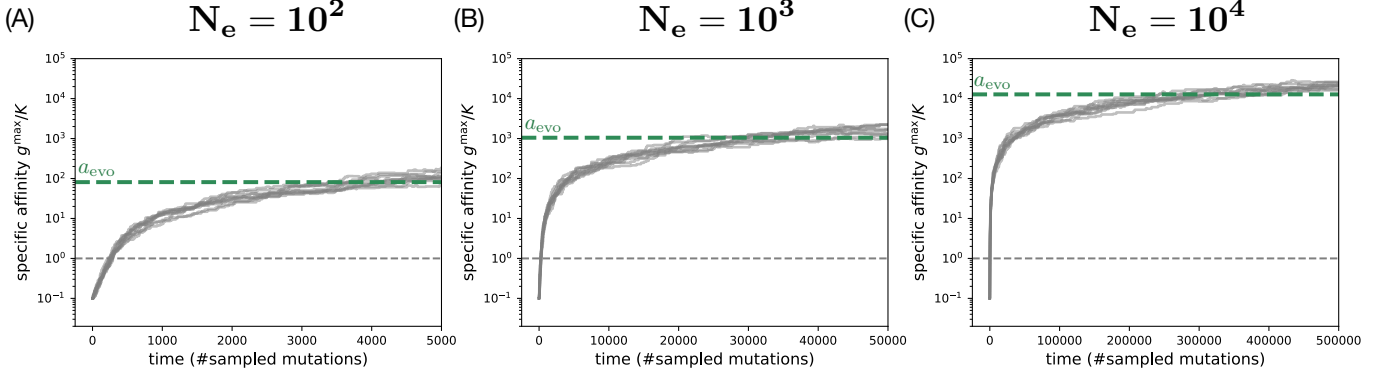 (A) N_e = 10^2
10^5
10^4
10^3
10^2
10^1
10^0
10^-1
a_evo
specific affinity g^max/K
0 1000 2000 3000 4000 5000
time (#sampled mutations)
(B) N_e = 10^3
10^5
10^4
10^3
10^2
10^1
10^0
10^-1
a_evo
specific affinity g^max/K
0 10000 20000 30000 40000 50000
time (#sampled mutations)
(C) N_e = 10^4
10^5
10^4
10^3
10^2
10^1
10^0
10^-1
a_evo
specific affinity g^max/K
0 100000 200000 300000 400000 500000
time (#sampled mutations)